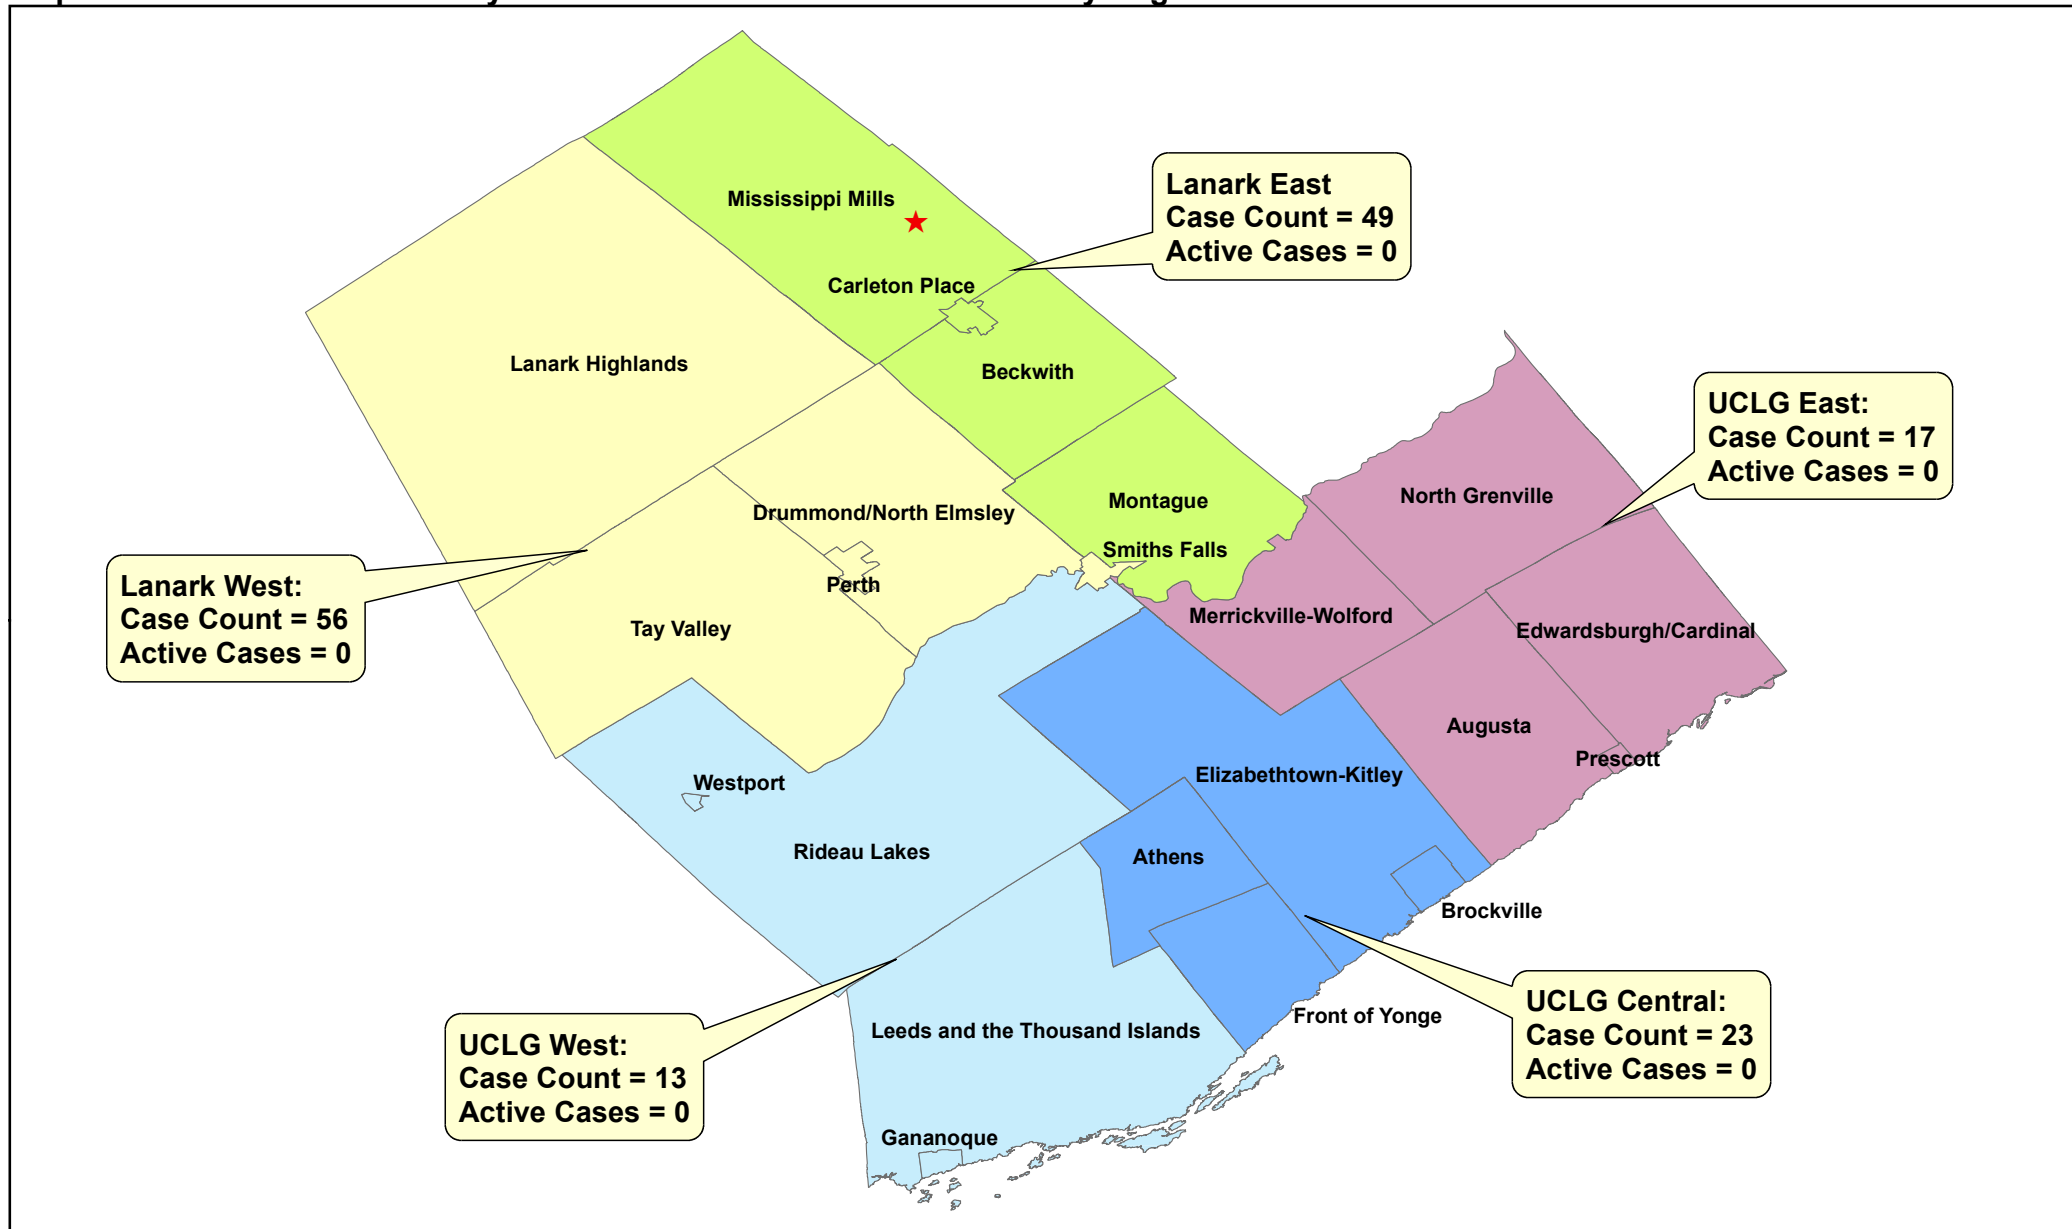 Mississippi Mills
Lanark East
Case Count = 49
Active Cases = 0
Carleton Place
Lanark Highlands
Beckwith
UCLG East:
Case Count = 17
Active Cases = 0
North Grenville
Montague
Drummond/North Elmsley
Smiths Falls
Perth
Lanark West:
Case Count = 56
Active Cases = 0
Merrickville-Wolford
Tay Valley
Edwardsburgh/Cardinal
Augusta
Prescott
Elizabethtown-Kitley
Westport
Rideau Lakes
Athens
Brockville
UCLG Central:
Case Count = 23
Active Cases = 0
Front of Yonge
Leeds and the Thousand Islands
UCLG West:
Case Count = 13
Active Cases = 0
Gananoque